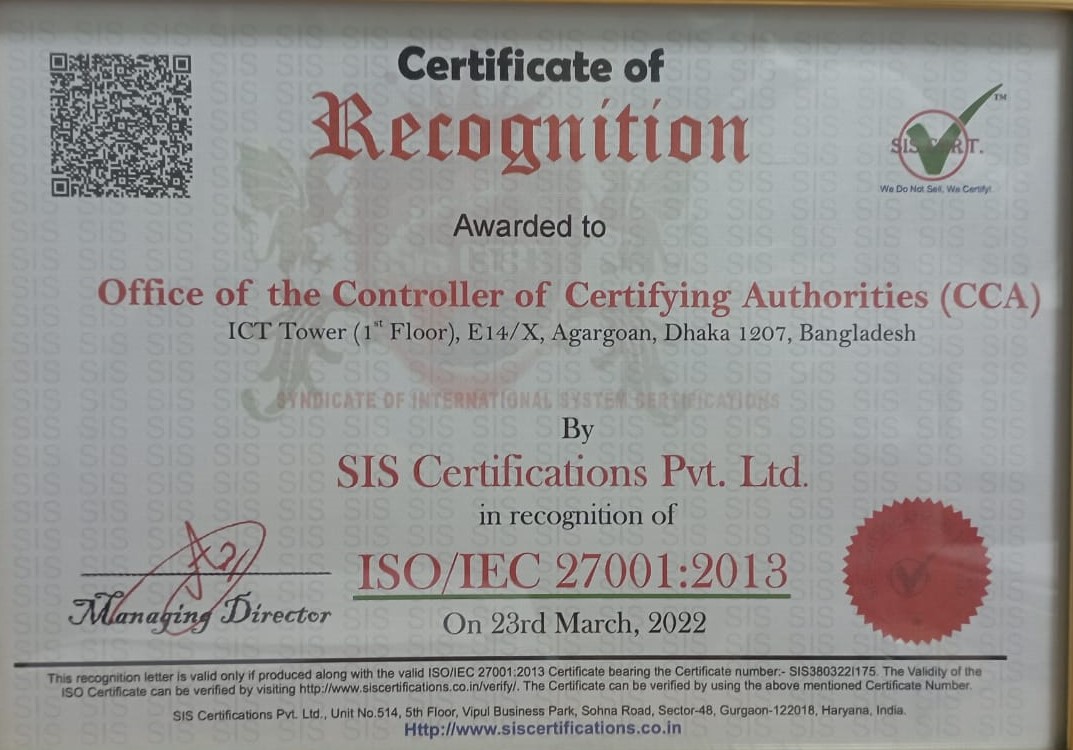 Certificate of
Recognition
SIS CERT.
TM
We Do Not Sell, We Certify!
Awarded to
Office of the Controller of Certifying Authorities (CCA)
ICT Tower (1st Floor), E14/X, Agargoan, Dhaka 1207, Bangladesh
SYNDICATE OF INTERNATIONAL SYSTEM CERTIFICATIONS
By
SIS Certifications Pvt. Ltd.
in recognition of
ISO/IEC 27001:2013
On 23rd March, 2022
Managing Director
This recognition letter is valid only if produced along with the valid ISO/IEC 27001:2013 Certificate bearing the Certificate number:- SIS380322I175. The Validity of the
ISO Certificate can be verified by visiting http://www.siscertifications.co.in/verify/. The Certificate can be verified by using the above mentioned Certificate Number.
SIS Certifications Pvt. Ltd., Unit No.514, 5th Floor, Vipul Business Park, Sohna Road, Sector-48, Gurgaon-122018, Haryana, India.
Http://www.siscertifications.co.in